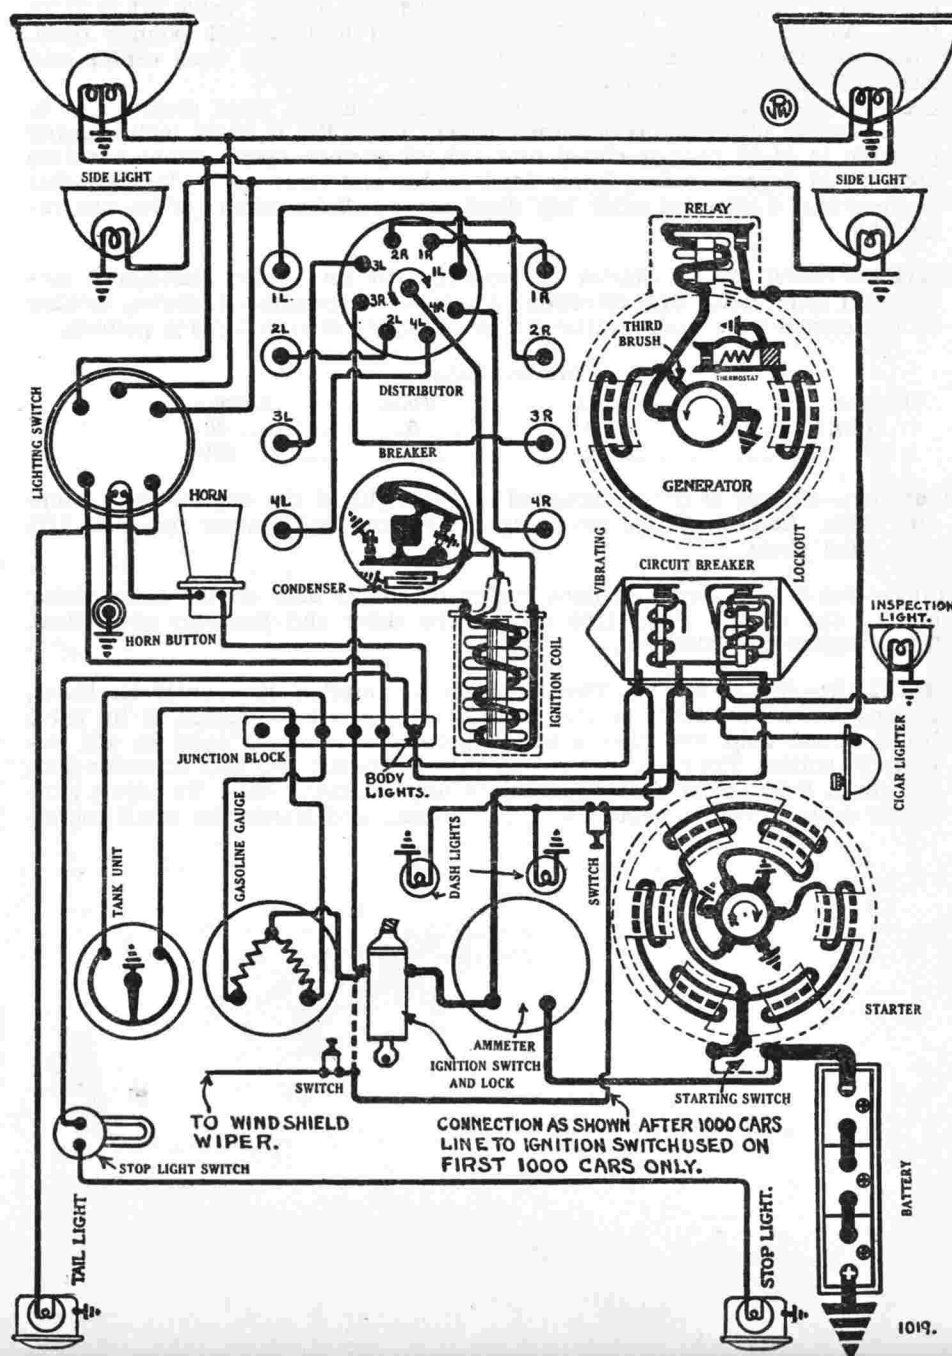 SIDE LIGHT
SIDE LIGHT
RELAY
2R
1R
3L
1L
3R
4R
2L
4L
1L
1R
2L
2R
THIRD
BRUSH
THERMOSTAT
DISTRIBUTOR
3L
3R
LIGHTING SWITCH
BREAKER
HORN
GENERATOR
4L
4R
VIBRATING
CIRCUIT BREAKER
LOCKOUT
CONDENSER
INSPECTION
LIGHT.
HORN BUTTON
IGNITION COIL
JUNCTION BLOCK
BODY
LIGHTS.
CIGAR LIGHTER
TANK UNIT
GASOLINE GAUGE
DASH LIGHTS
SWITCH
STARTER
AMMETER
IGNITION SWITCH
AND LOCK
SWITCH
STARTING SWITCH
TO WINDSHIELD
WIPER.
CONNECTION AS SHOWN AFTER 1000 CARS
LINE TO IGNITION SWITCH USED ON
FIRST 1000 CARS ONLY.
STOP LIGHT SWITCH
BATTERY
TAIL LIGHT
STOP LIGHT.
1019.